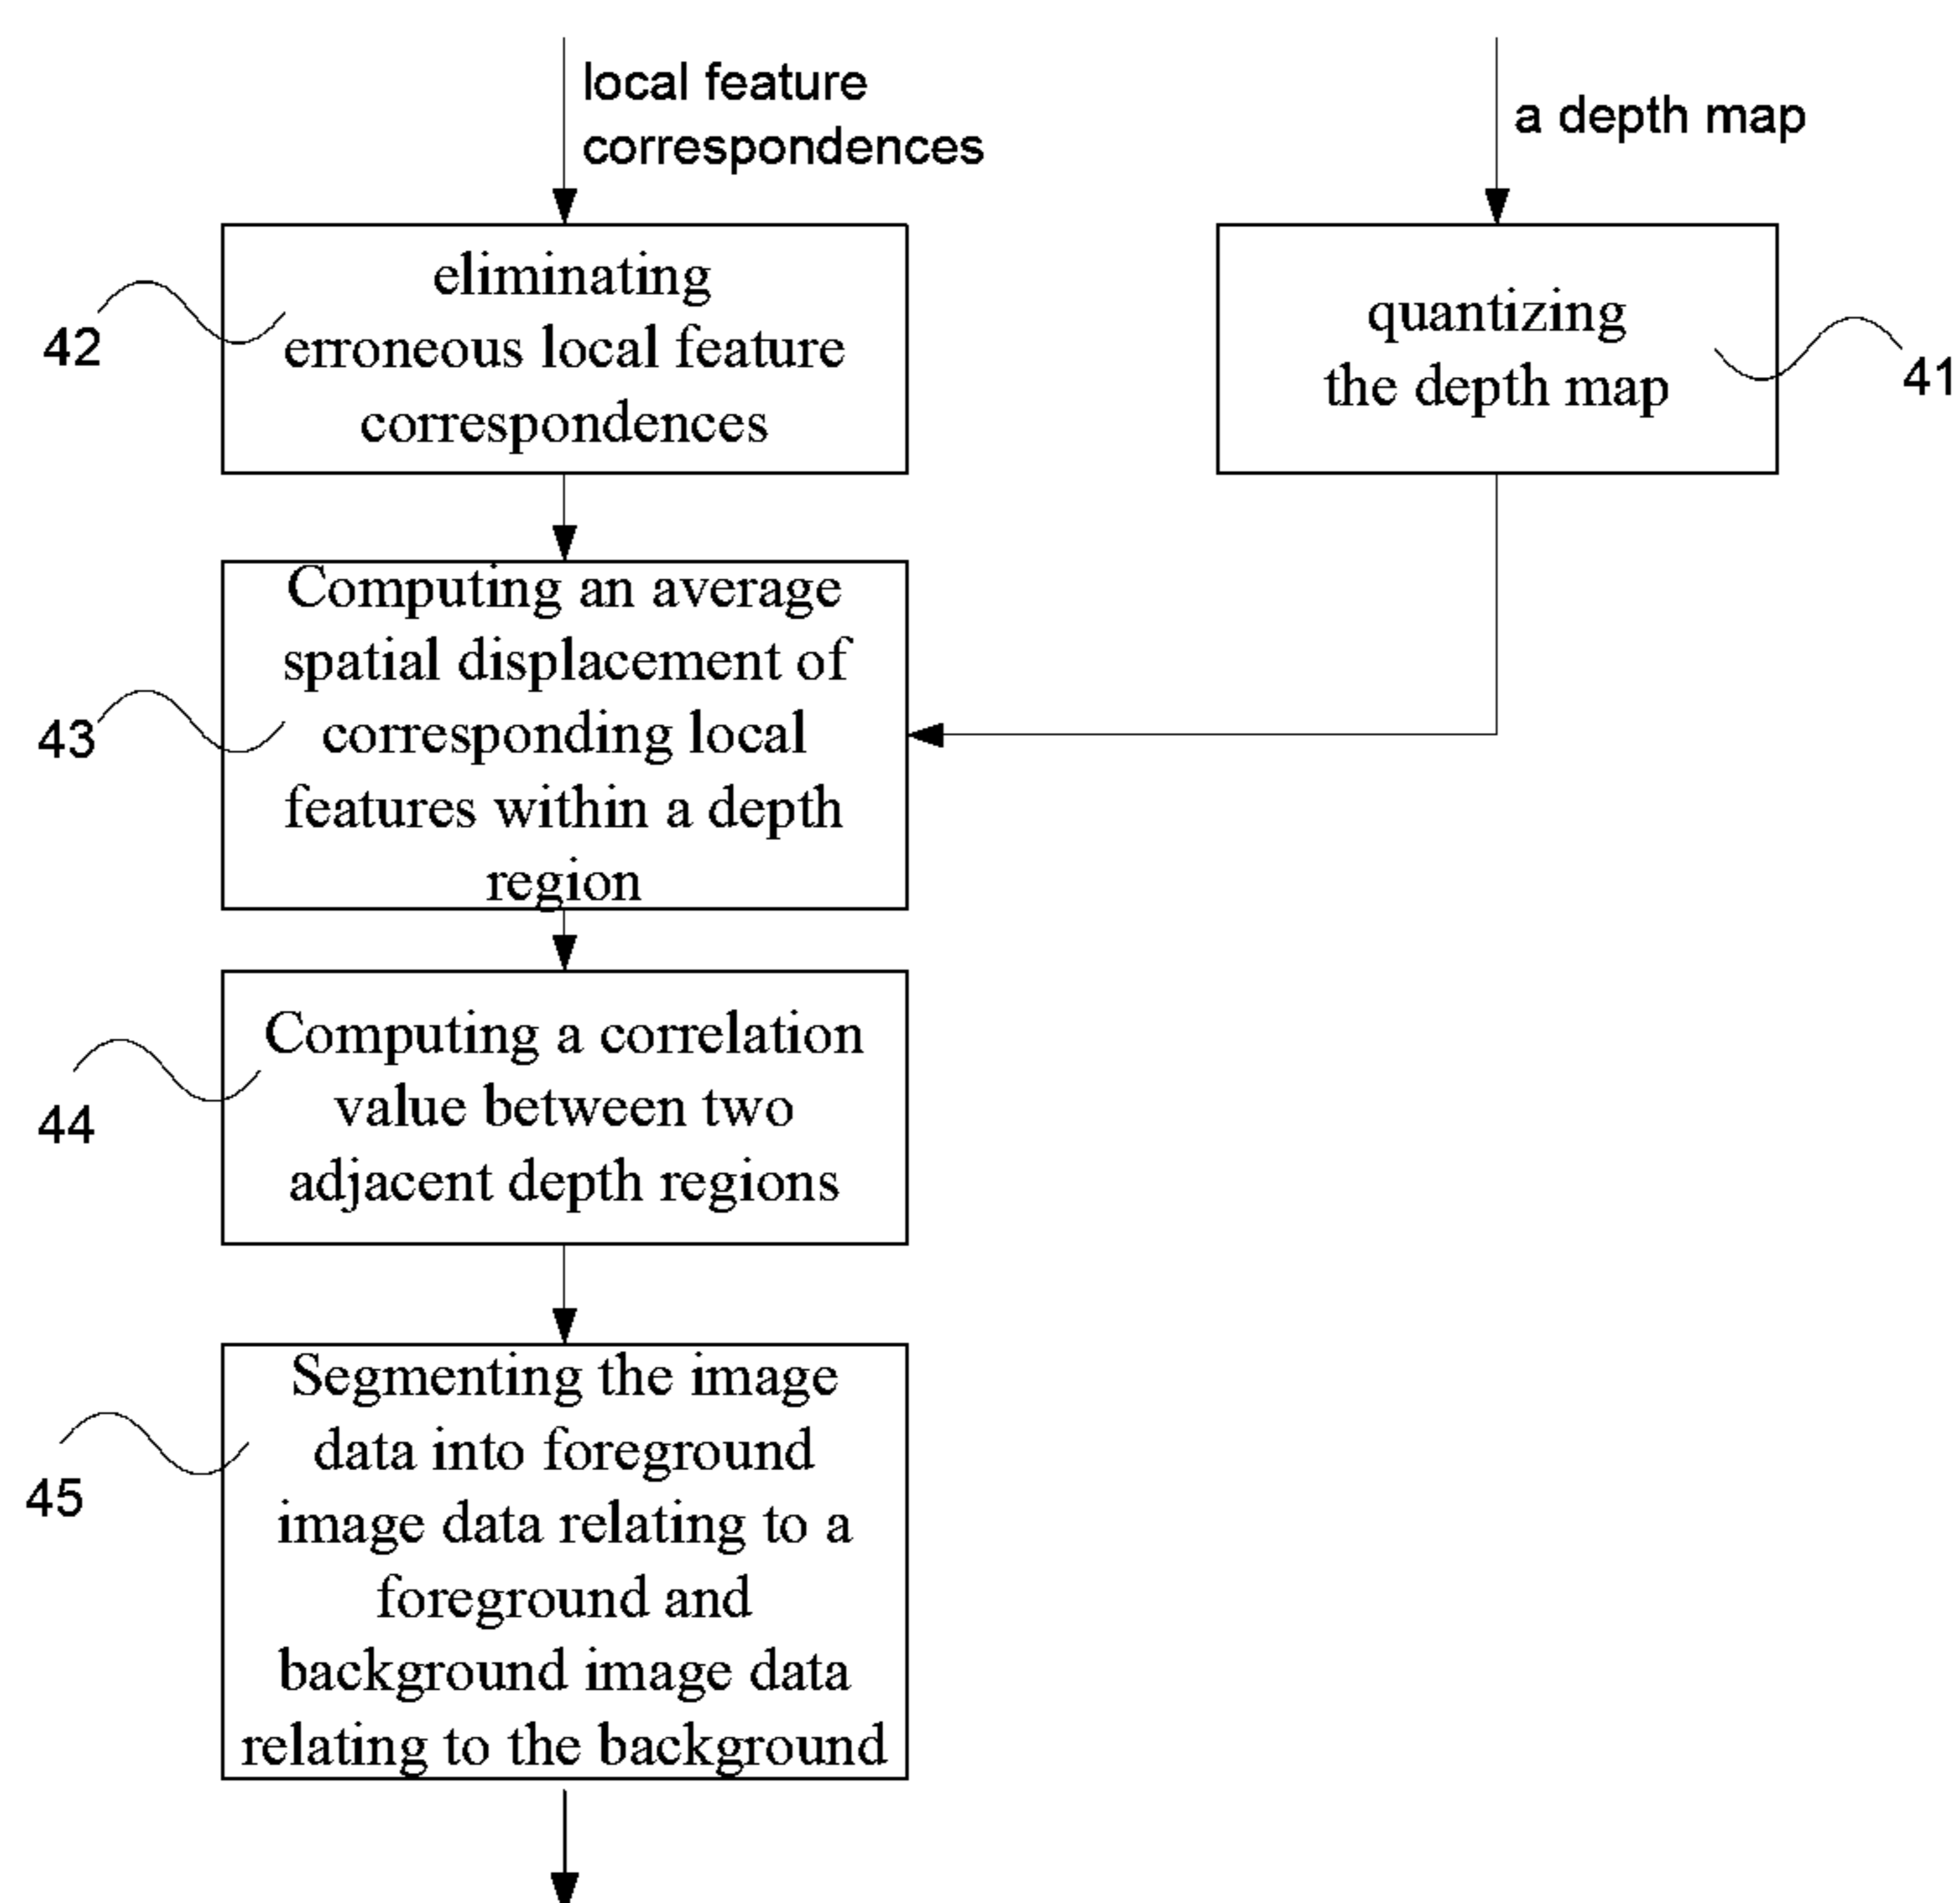 local feature
correspondences
a depth map
eliminating
erroneous local feature
correspondences
42
quantizing
the depth map
41
Computing an average
spatial displacement of
corresponding local
features within a depth
region
43
Computing a correlation
value between two
adjacent depth regions
44
Segmenting the image
data into foreground
image data relating to a
foreground and
background image data
relating to the background
45